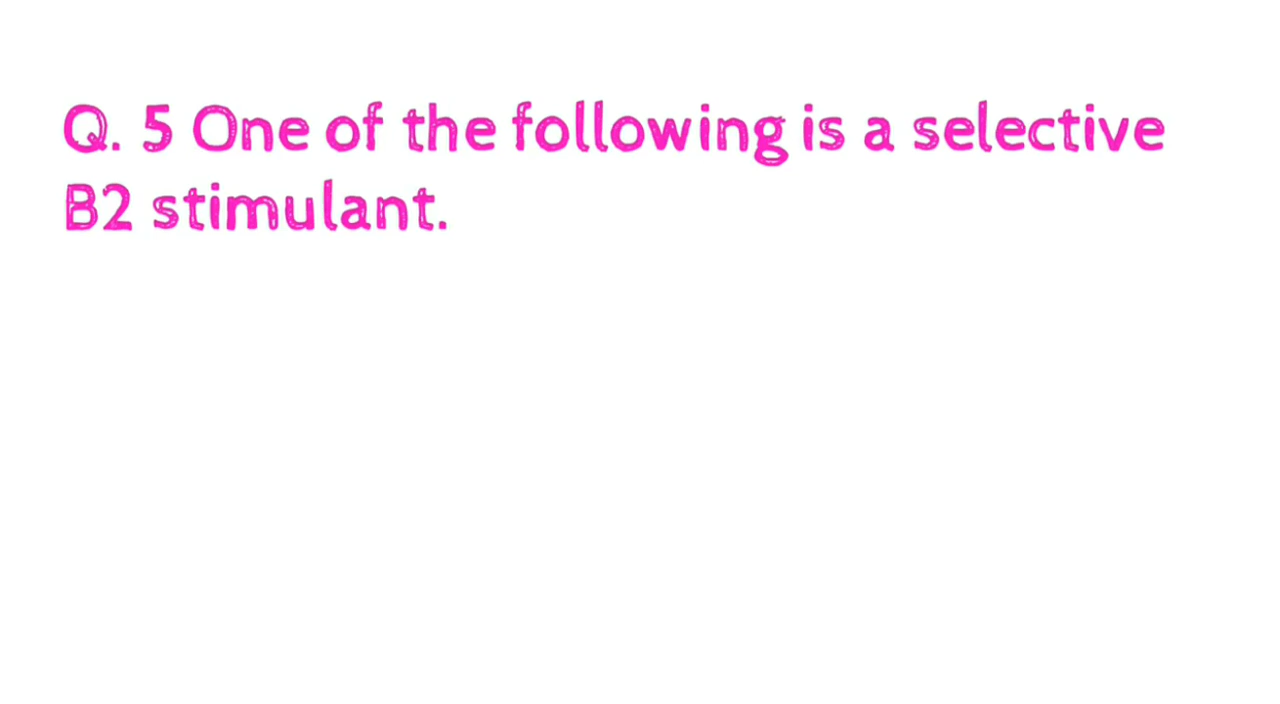 Q. 5 One of the following is a selective
B2 stimulant.